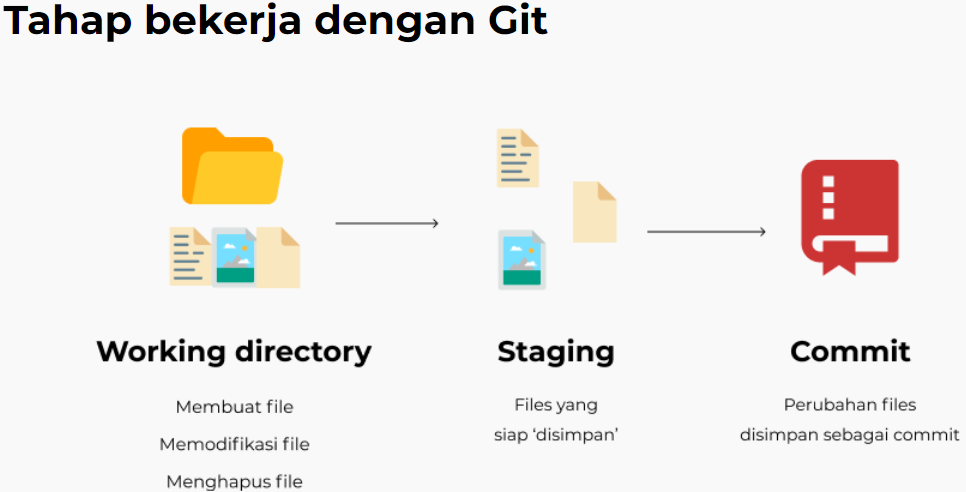 Tahap bekerja dengan Git
Working directory
Membuat file
Memodifikasi file
Menghapus file
Staging
Files yang
siap ‘disimpan’
Commit
Perubahan files
disimpan sebagai commit